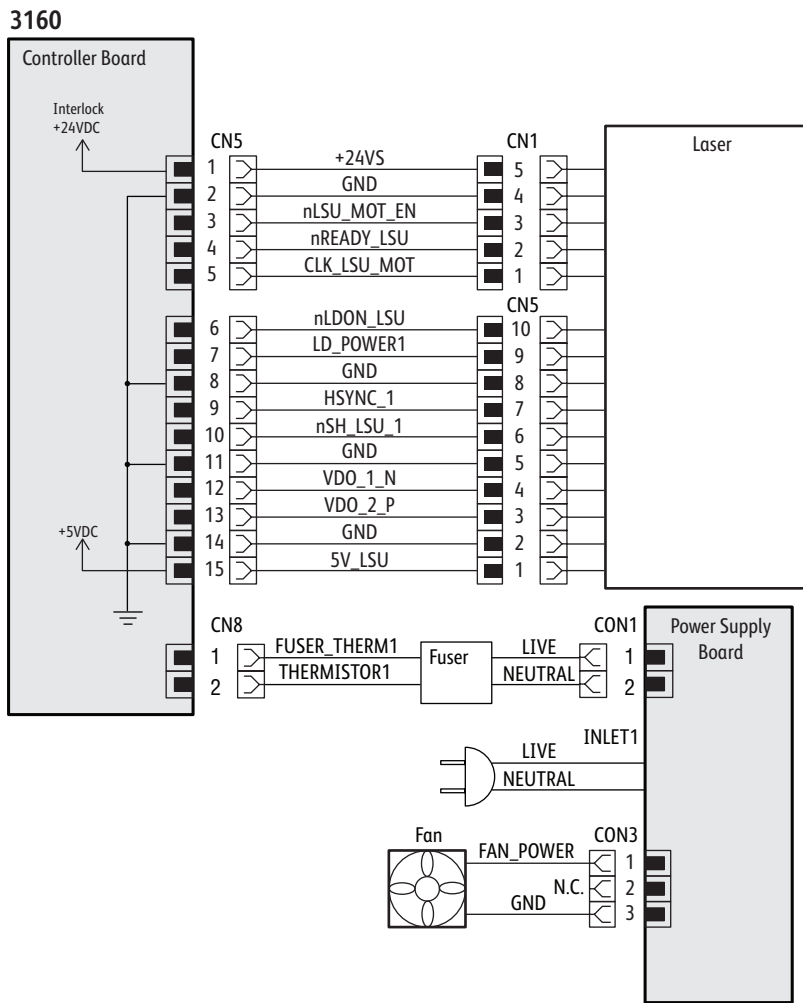 3160
Controller Board
Interlock
+24VDC
CN5 CN1 Laser
1 +24VS 5
2 GND 4
3 nLSU_MOT_EN 3
4 nREADY_LSU 2
5 CLK_LSU_MOT 1
CN5
6 nLDON_LSU 10
7 LD_POWER1 9
8 GND 8
9 HSYNC_1 7
10 nSH_LSU_1 6
11 GND 5
12 VDO_1_N 4
13 VDO_2_P 3
+5VDC
14 GND 2
15 5V_LSU 1
CN8 CON1 Power Supply
Board
1 FUSER_THERM1 Fuser LIVE 1
2 THERMISTOR1 NEUTRAL 2
INLET1
LIVE
NEUTRAL
Fan CON3
FAN_POWER 1
N.C. 2
GND 3